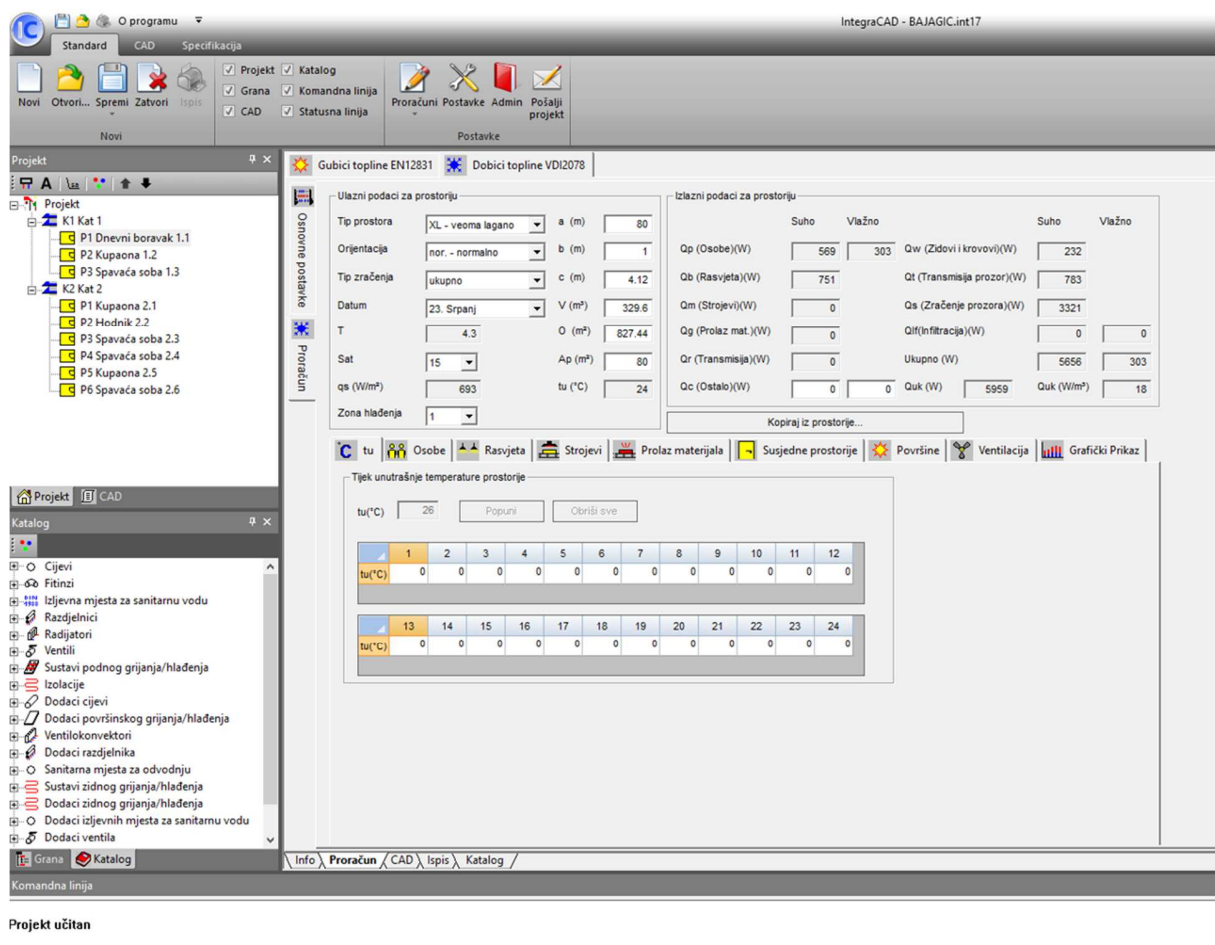 O programu
IntegraCAD - BAJAGIC.int17
Standard CAD Specifikacija
Novi Otvori... Spremi Zatvori Ispis
Projekt Katalog
Grana Komandna linija
CAD Statusna linija
Proračuni Postavke Admin Pošalji projekt
Novi Postavke
Projekt
Projekt
K1 Kat 1
P1 Dnevni boravak 1.1
P2 Kupaona 1.2
P3 Spavaća soba 1.3
K2 Kat 2
P1 Kupaona 2.1
P2 Hodnik 2.2
P3 Spavaća soba 2.3
P4 Spavaća soba 2.4
P5 Kupaona 2.5
P6 Spavaća soba 2.6
Projekt CAD
Katalog
Cijevi
Fitinzi
Izljevna mjesta za sanitarnu vodu
Razdjelnici
Radijatori
Ventili
Sustavi podnog grijanja/hlađenja
Izolacije
Dodaci cijevi
Dodaci površinskog grijanja/hlađenja
Ventilokonvektori
Dodaci razdjelnika
Sanitarna mjesta za odvodnju
Sustavi zidnog grijanja/hlađenja
Dodaci zidnog grijanja/hlađenja
Dodaci izljevnih mjesta za sanitarnu vodu
Dodaci ventila
Grana Katalog
Gubici topline EN12831 Dobici topline VDI2078
Osnovne postavke
Proračun
Ulazni podaci za prostoriju
Tip prostora XL - veoma lagano a (m) 80
Orijentacija nor. - normalno b (m) 1
Tip zračenja ukupno c (m) 4.12
Datum 23. Srpanj V (m³) 329.6
T 4.3 O (m²) 827.44
Sat 15 Ap (m²) 80
qs (W/m²) 693 tu (°C) 24
Zona hlađenja 1
Izlazni podaci za prostoriju
Suho Vlažno Suho Vlažno
Qp (Osobe)(W) 569 303 Qw (Zidovi i krovovi)(W) 232
Qb (Rasvjeta)(W) 751 Qt (Transmisija prozor)(W) 783
Qm (Strojevi)(W) 0 Qs (Zračenje prozora)(W) 3321
Qg (Prolaz mat.)(W) 0 Qlf(Infiltracija)(W) 0 0
Qr (Transmisija)(W) 0 Ukupno (W) 5656 303
Qc (Ostalo)(W) 0 0 Quk (W) 5959 Quk (W/m³) 18
Kopiraj iz prostorije...
°C tu Osobe Rasvjeta Strojevi Prolaz materijala Susjedne prostorije Površine Ventilacija Grafički Prikaz
Tijek unutrašnje temperature prostorije
tu(°C) 26 Popuni Obriši sve
1 2 3 4 5 6 7 8 9 10 11 12
tu(°C) 0 0 0 0 0 0 0 0 0 0 0 0
13 14 15 16 17 18 19 20 21 22 23 24
tu(°C) 0 0 0 0 0 0 0 0 0 0 0 0
Info Proračun CAD Ispis Katalog
Komandna linija
Projekt učitan